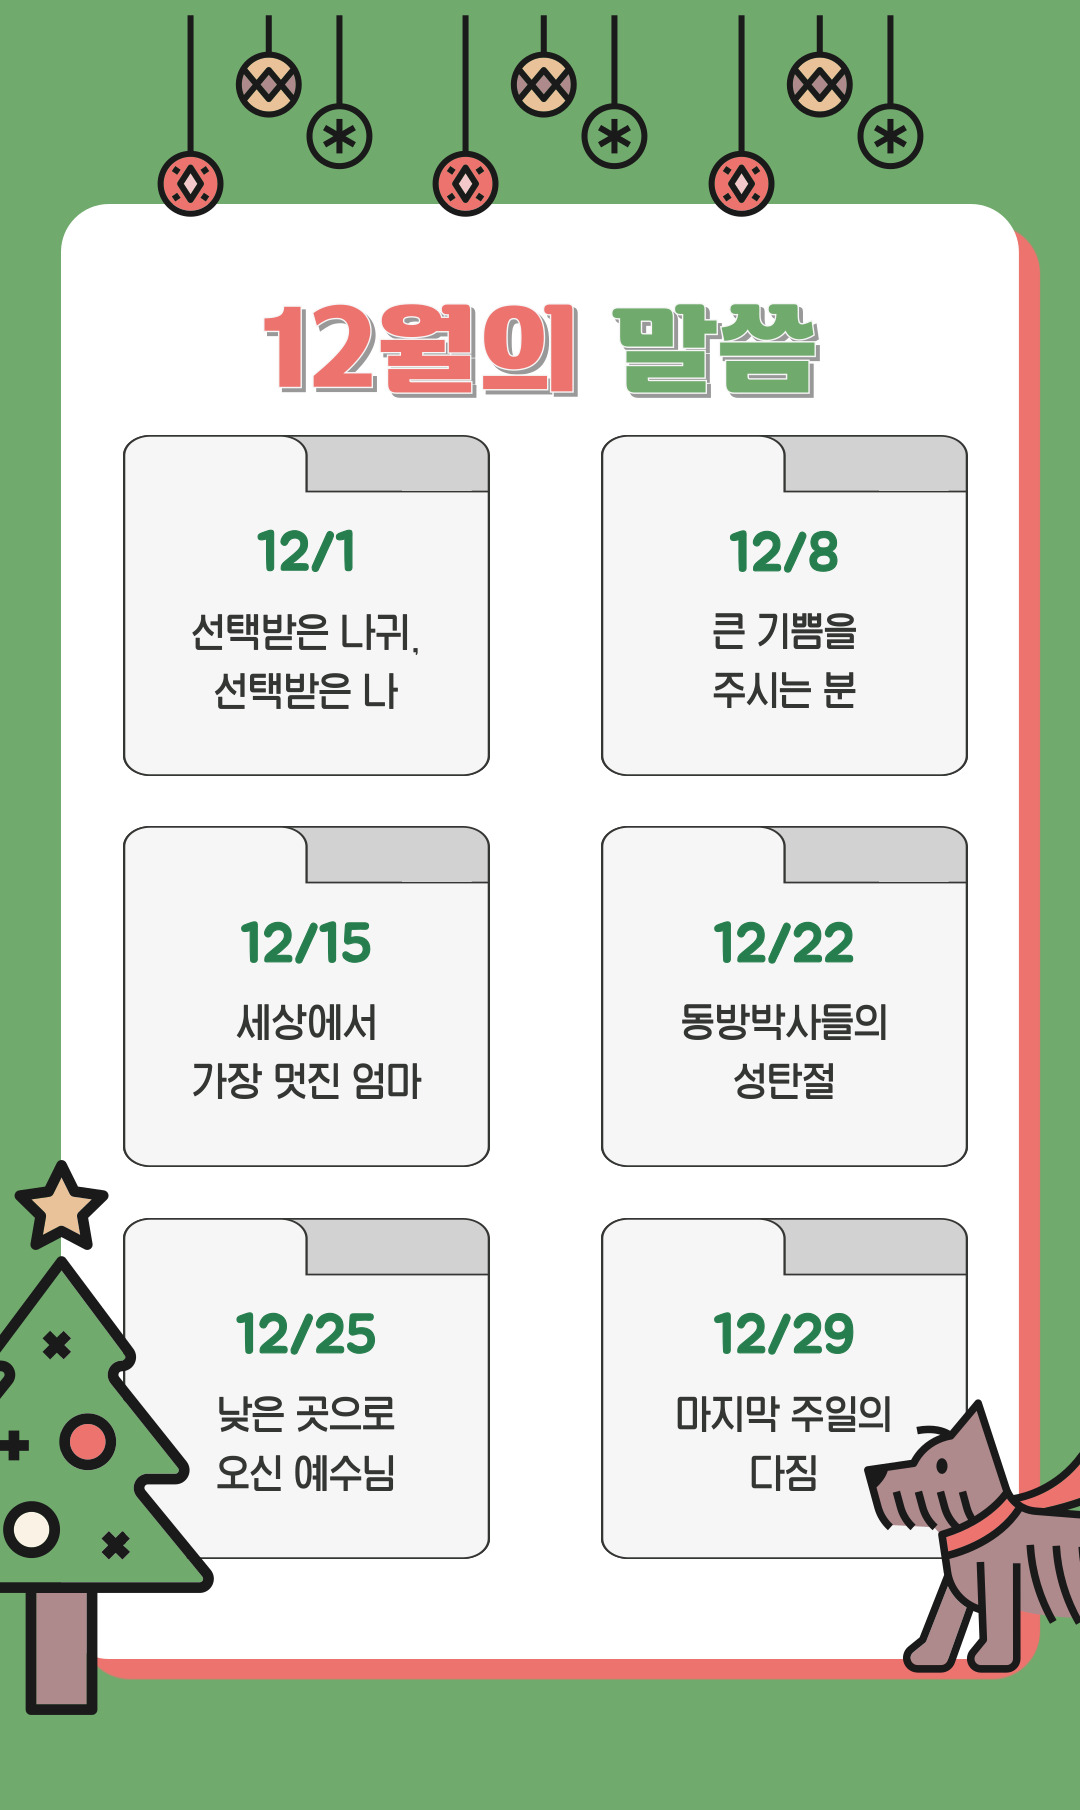 12월의 말씀
12/1
선택받은 나귀,
선택받은 나
12/8
큰 기쁨을
주시는 분
12/15
세상에서
가장 멋진 엄마
12/22
동방박사들의
성탄절
12/25
낮은 곳으로
오신 예수님
12/29
마지막 주일의
다짐